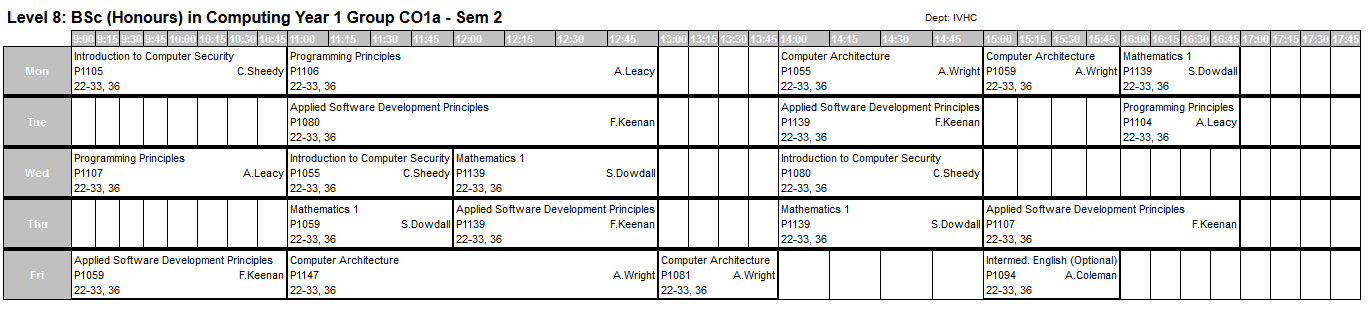 Level 8: BSc (Honours) in Computing Year 1 Group CO1a - Sem 2
Dept: IVHC
9:00 9:15 9:30 9:45 10:00 10:15 10:30 10:45 11:00 11:15 11:30 11:45 12:00 12:15 12:30 12:45 13:00 13:15 13:30 13:45 14:00 14:15 14:30 14:45 15:00 15:15 15:30 15:45 16:00 16:15 16:30 16:45 17:00 17:15 17:30 17:45
Mon
Introduction to Computer Security
P1105 C.Sheedy
22-33, 36
Programming Principles
P1106 A.Leacy
22-33, 36
Computer Architecture
P1055 A.Wright
22-33, 36
Computer Architecture
P1059 A.Wright
22-33, 36
Mathematics 1
P1139 S.Dowdall
22-33, 36
Tue
Applied Software Development Principles
P1080 F.Keenan
22-33, 36
Applied Software Development Principles
P1139 F.Keenan
22-33, 36
Programming Principles
P1104 A.Leacy
22-33, 36
Wed
Programming Principles
P1107 A.Leacy
22-33, 36
Introduction to Computer Security
P1055 C.Sheedy
22-33, 36
Mathematics 1
P1139 S.Dowdall
22-33, 36
Introduction to Computer Security
P1080 C.Sheedy
22-33, 36
Thu
Mathematics 1
P1059 S.Dowdall
22-33, 36
Applied Software Development Principles
P1139 F.Keenan
22-33, 36
Mathematics 1
P1139 S.Dowdall
22-33, 36
Applied Software Development Principles
P1107 F.Keenan
22-33, 36
Fri
Applied Software Development Principles
P1059 F.Keenan
22-33, 36
Computer Architecture
P1147 A.Wright
22-33, 36
Computer Architecture
P1081 A.Wright
22-33, 36
Intermed. English (Optional)
P1094 A.Coleman
22-33, 36